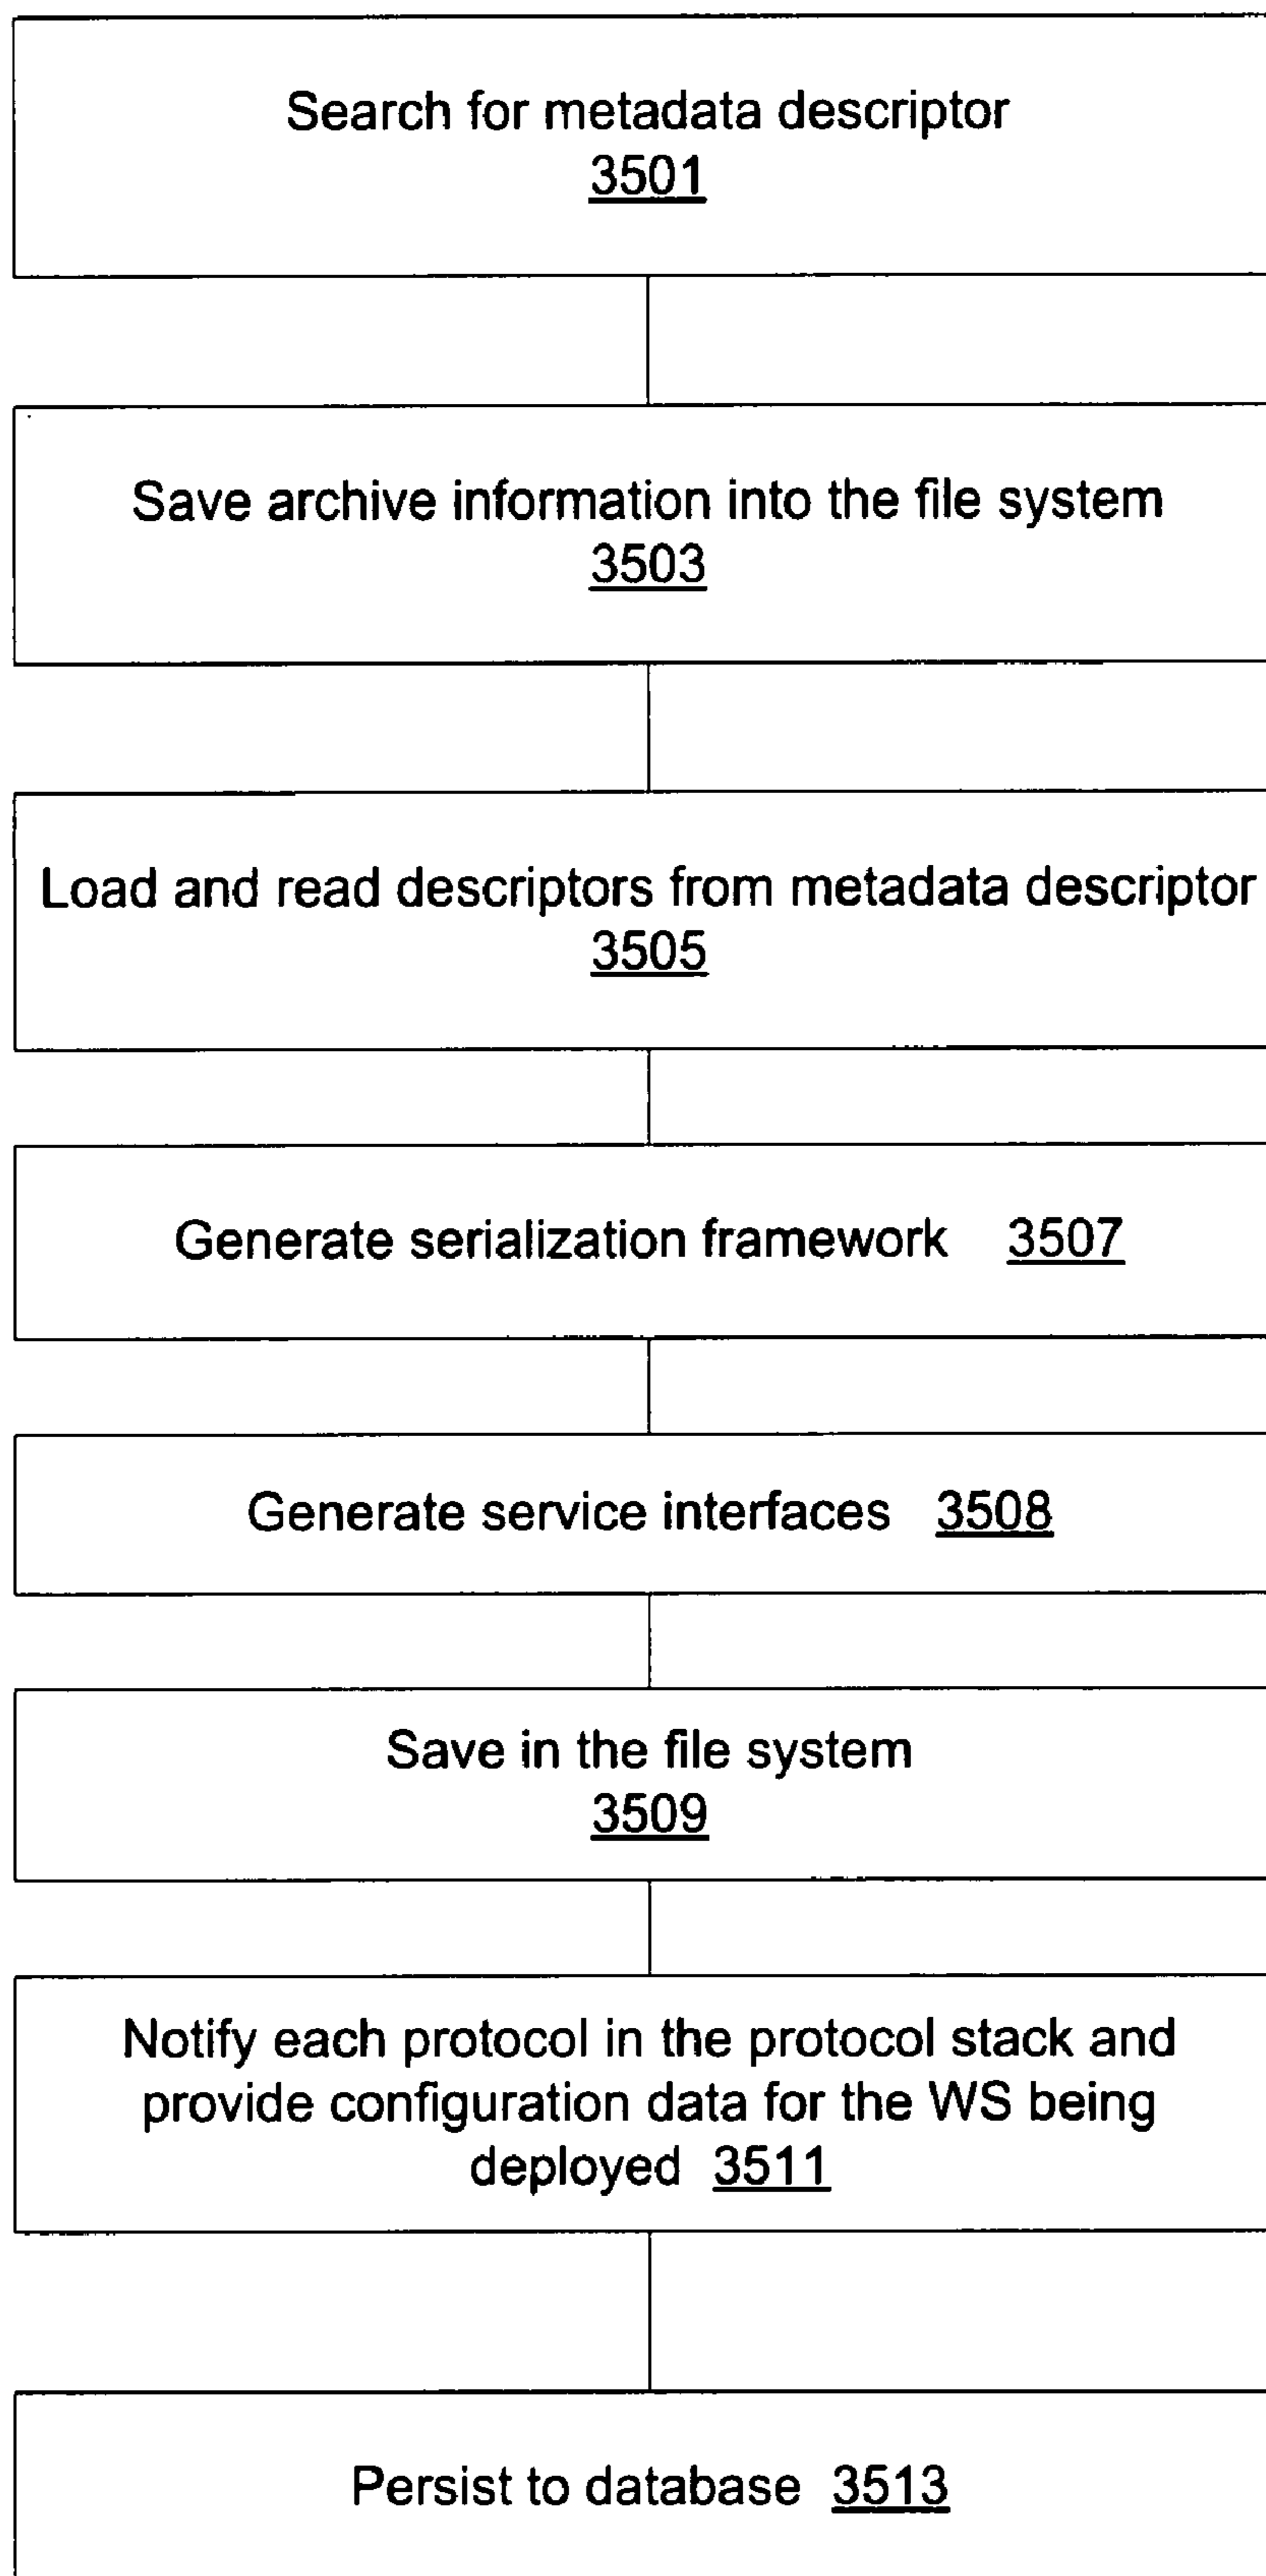 Search for metadata descriptor
3501
Save archive information into the file system
3503
Load and read descriptors from metadata descriptor
3505
Generate serialization framework 3507
Generate service interfaces 3508
Save in the file system
3509
Notify each protocol in the protocol stack and
provide configuration data for the WS being
deployed 3511
Persist to database 3513